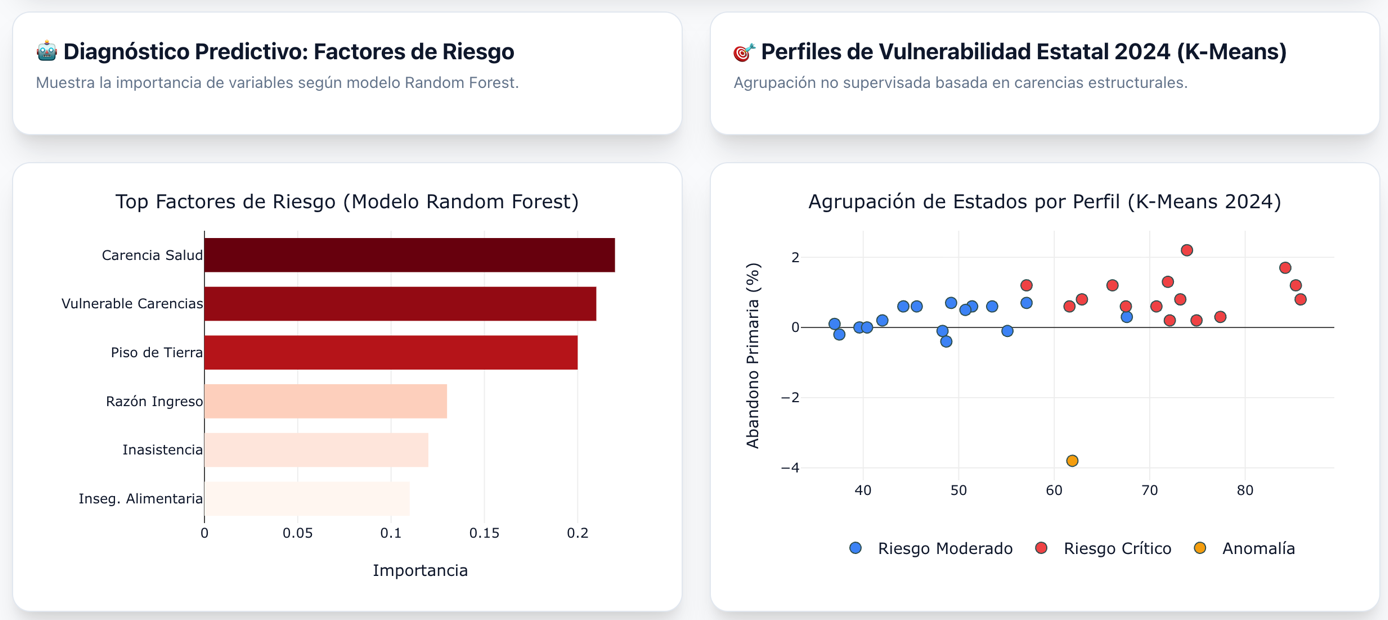 🤖 Diagnóstico Predictivo: Factores de Riesgo
Muestra la importancia de variables según modelo Random Forest.
🎯 Perfiles de Vulnerabilidad Estatal 2024 (K-Means)
Agrupación no supervisada basada en carencias estructurales.
Top Factores de Riesgo (Modelo Random Forest)
Carencia Salud
Vulnerable Carencias
Piso de Tierra
Razón Ingreso
Inasistencia
Inseg. Alimentaria
0 0.05 0.1 0.15 0.2
Importancia
Agrupación de Estados por Perfil (K-Means 2024)
Abandono Primaria (%)
2
0
−2
−4
40 50 60 70 80
Riesgo Moderado Riesgo Crítico Anomalía